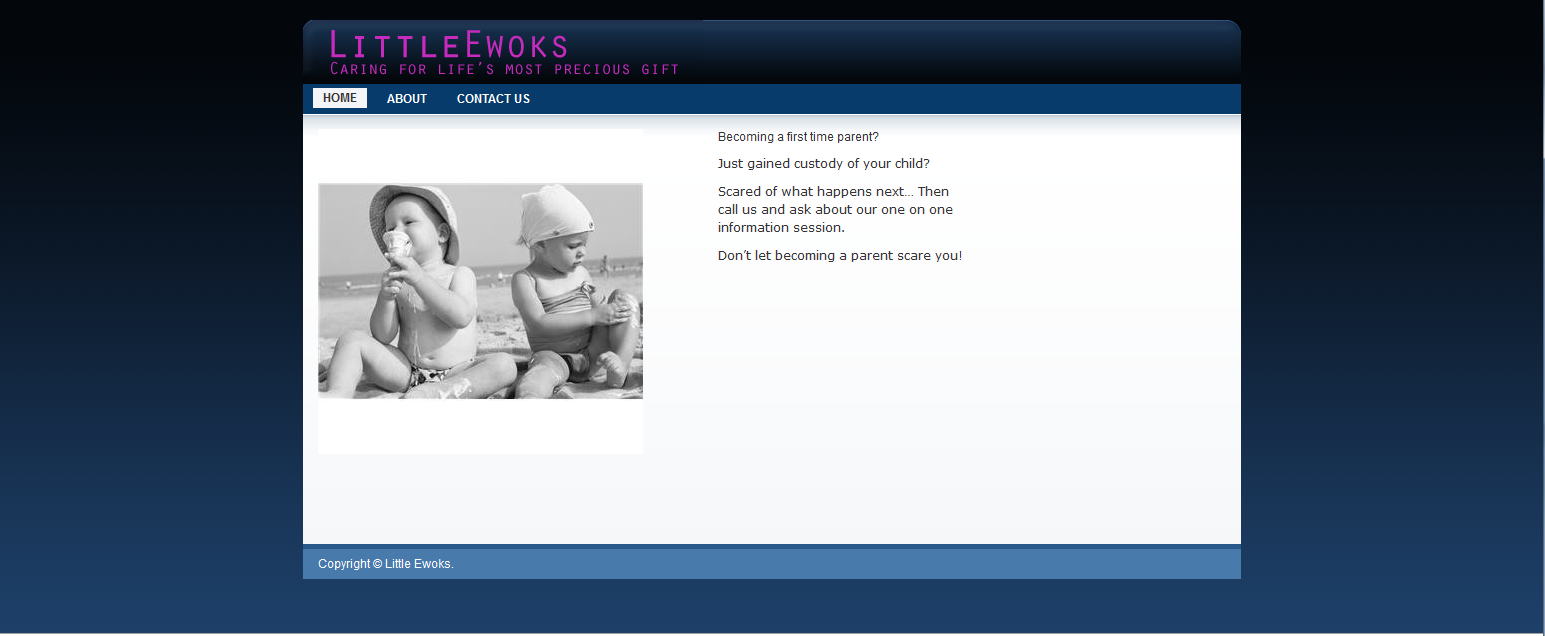 LittleEwoks
Caring for life's most precious gift
HOME ABOUT CONTACT US
Becoming a first time parent?
Just gained custody of your child?
Scared of what happens next... Then
call us and ask about our one on one
information session.
Don't let becoming a parent scare you!
Copyright © Little Ewoks.